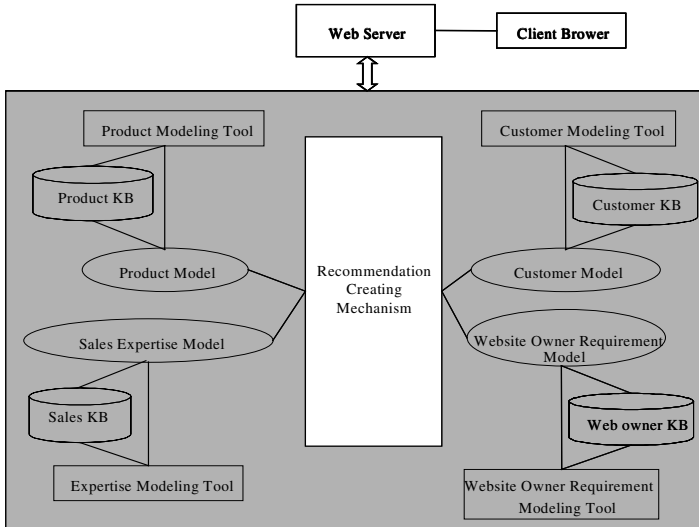 Web Server
Client Brower
Product Modeling Tool
Customer Modeling Tool
Product KB
Customer KB
Product Model
Recommendation
Creating
Mechanism
Customer Model
Sales Expertise Model
Website Owner Requirement
Model
Sales KB
Web owner KB
Expertise Modeling Tool
Website Owner Requirement
Modeling Tool